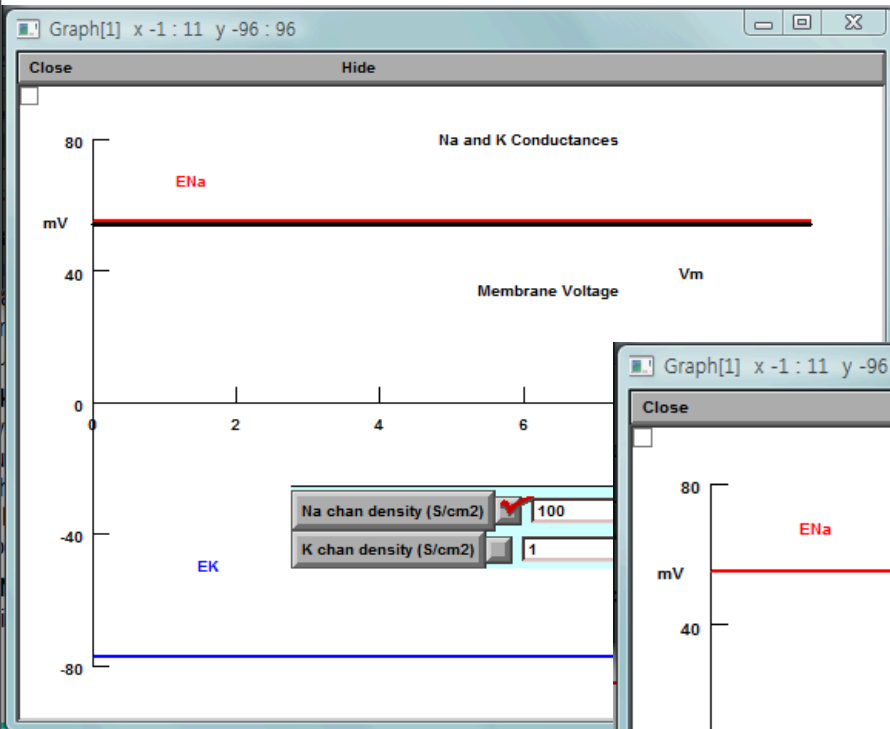 Graph[1] x -1 : 11 y -96 : 96
Close Hide
80
Na and K Conductances
ENa
mV
40
Vm
Membrane Voltage
0
0 2 4 6
Na chan density (S/cm2) 100
K chan density (S/cm2) 1
-40
EK
-80
Graph[1] x -1 : 11 y -96
Close
80
ENa
mV
40